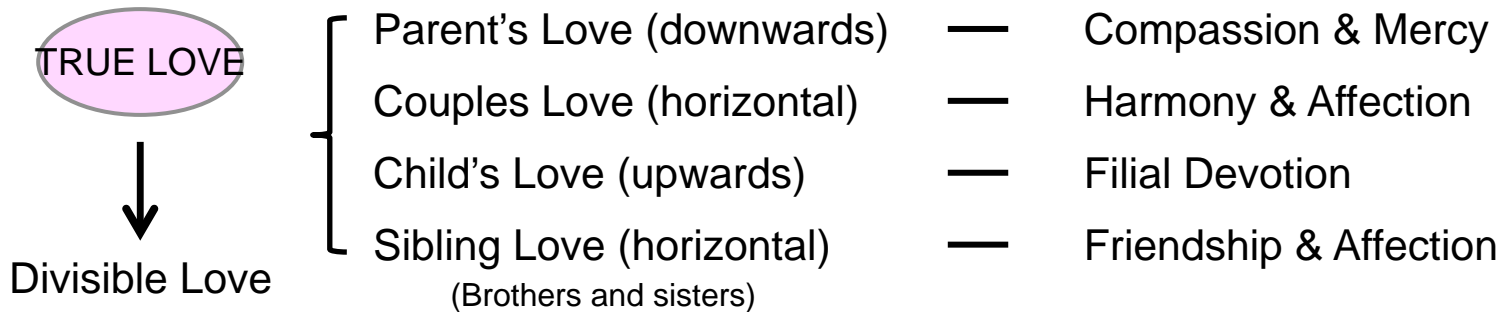 TRUE LOVE
Divisible Love
Parent’s Love (downwards) — Compassion & Mercy
Couples Love (horizontal) — Harmony & Affection
Child’s Love (upwards) — Filial Devotion
Sibling Love (horizontal) — Friendship & Affection
(Brothers and sisters)